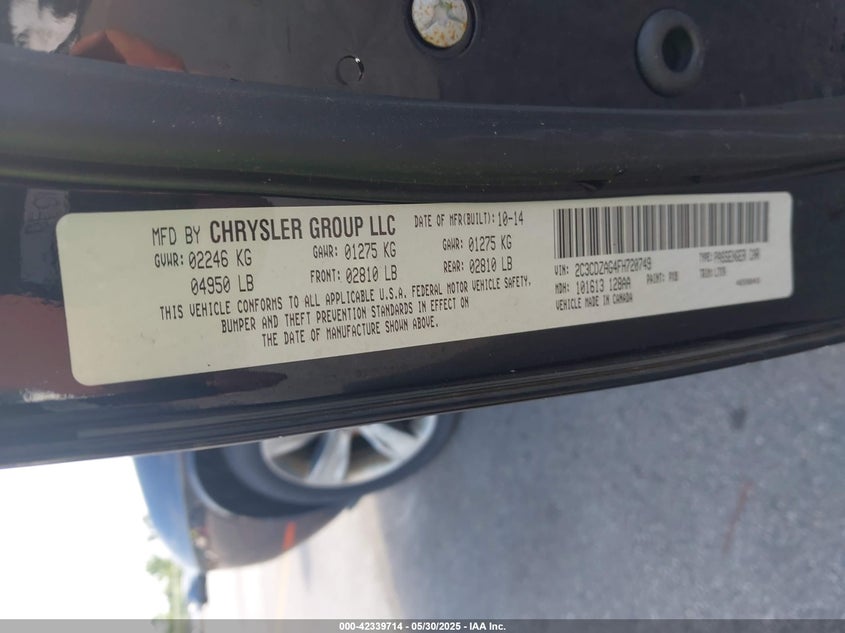 MFD BY CHRYSLER GROUP LLC DATE OF MFR(BUILT): 10-14
GVWR: 02246 KG GAWR: 01275 KG GAWR: 01275 KG
04950 LB FRONT: 02810 LB REAR: 02810 LB
THIS VEHICLE CONFORMS TO ALL APPLICABLE U.S.A. FEDERAL MOTOR VEHICLE SAFETY,
BUMPER AND THEFT PREVENTION STANDARDS IN EFFECT ON
THE DATE OF MANUFACTURE SHOWN ABOVE.
VIN: 2C3CDZAG4FH720749 TYPE: PASSENGER CAR
MDH: 101613 128AA PAINT: PXB TRIM: LTX9
VEHICLE MADE IN CANADA
000-42339714 — 05/30/2025 — IAA Inc.